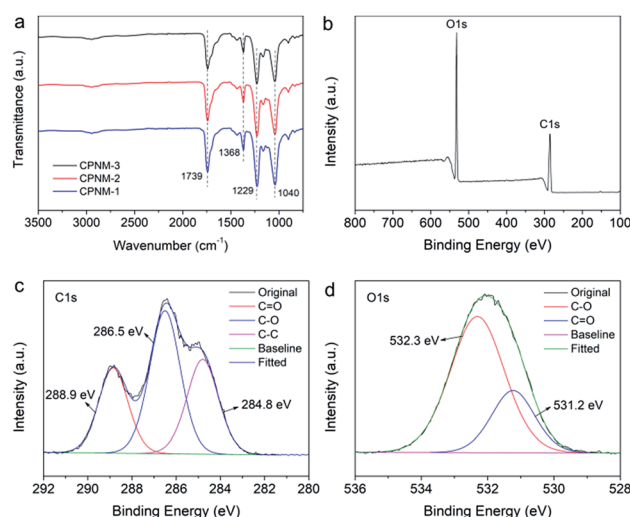 a
Transmittance (a.u.)
CPNM-3
CPNM-2
CPNM-1
1739
1368
1229
1040
3500 3000 2500 2000 1500 1000
Wavenumber (cm⁻¹)
b
Intensity (a.u.)
O1s
C1s
800 700 600 500 400 300 200 100
Binding Energy (eV)
c
C1s
Intensity (a.u.)
Original
C=O
C-O
C-C
Baseline
Fitted
286.5 eV
288.9 eV
284.8 eV
292 290 288 286 284 282 280
Binding Energy (eV)
d
O1s
Intensity (a.u.)
Original
C-O
C=O
Baseline
Fitted
532.3 eV
531.2 eV
536 534 532 530 528
Binding Energy (eV)